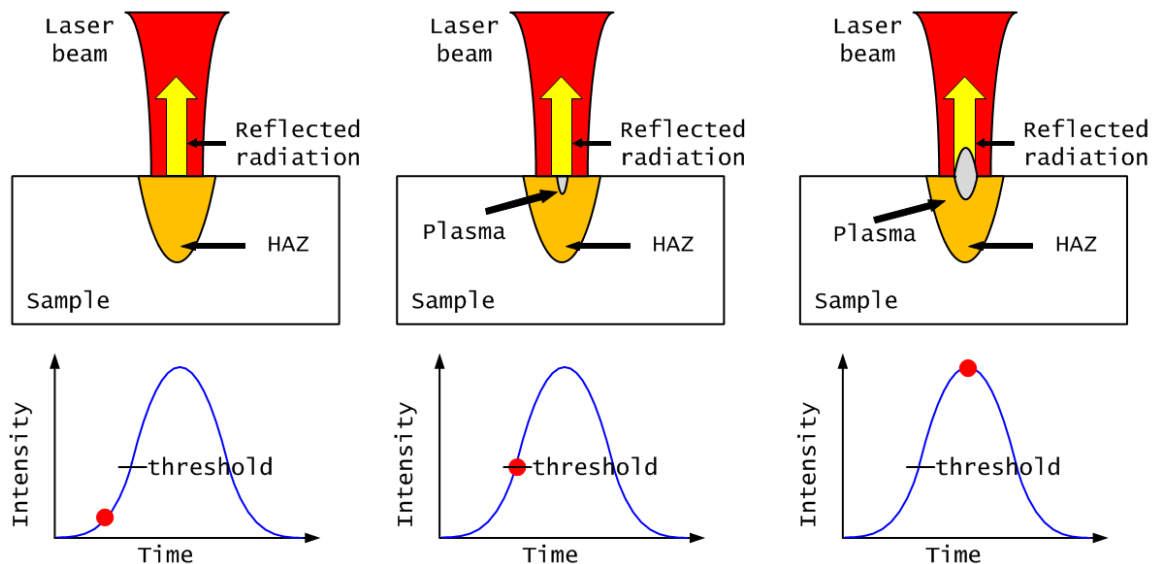 Laser
beam
Reflected
radiation
HAZ
Sample
Intensity
threshold
Time
Laser
beam
Reflected
radiation
Plasma
HAZ
Sample
Intensity
threshold
Time
Laser
beam
Reflected
radiation
Plasma
HAZ
Sample
Intensity
threshold
Time